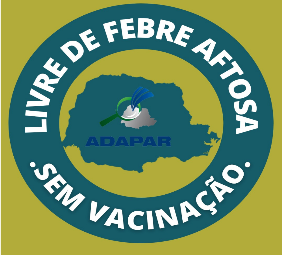 LIVRE DE FEBRE AFTOSA
ADAPAR
.SEM VACINAÇÃO.